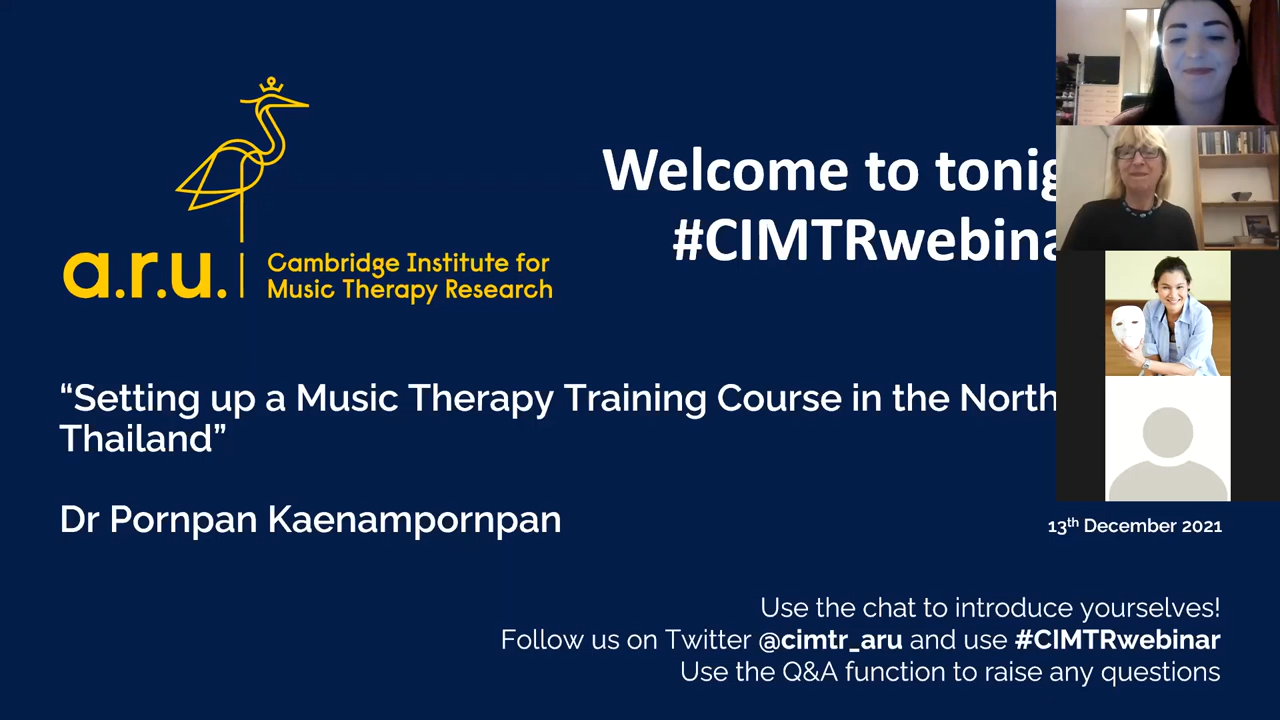 Welcome to
#CIMTRwebina
a.r.u.
Cambridge Institute for
Music Therapy Research
“Setting up a Music Therapy Training Course in the North
Thailand”
Dr Pornpan Kaenampornpan
13th December 2021
Use the chat to introduce yourselves!
Follow us on Twitter @cimtr_aru and use #CIMTRwebinar
Use the Q&A function to raise any questions